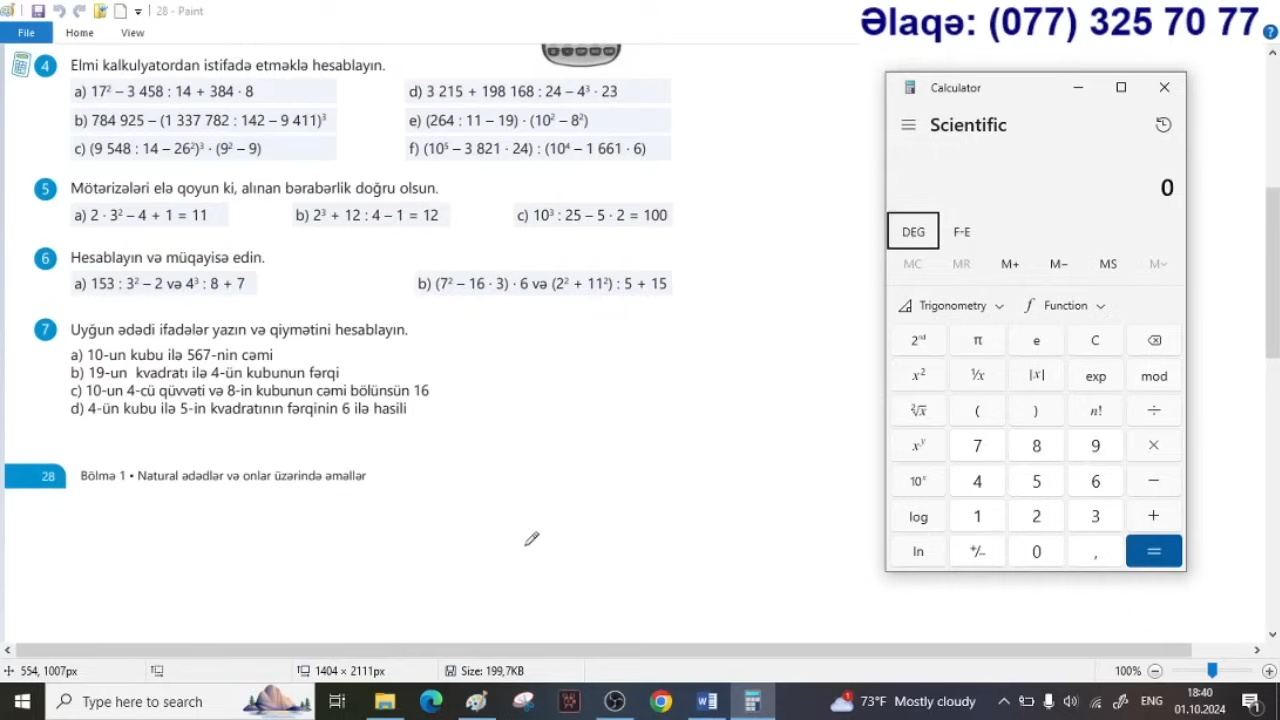 28 - Paint
Əlaqə: (077) 325 70 77
File Home View
4 Elmi kalkulyatordan istifadə etməklə hesablayın.
a) 17² – 3 458 : 14 + 384 · 8
d) 3 215 + 198 168 : 24 – 4³ · 23
b) 784 925 – (1 337 782 : 142 – 9 411)³
e) (264 : 11 – 19) · (10² – 8²)
c) (9 548 : 14 – 26²)³ · (9² – 9)
f) (10⁵ – 3 821 · 24) : (10⁴ – 1 661 · 6)
5 Mötərizələri elə qoyun ki, alınan bərabərlik doğru olsun.
a) 2 · 3² – 4 + 1 = 11 b) 2³ + 12 : 4 – 1 = 12 c) 10³ : 25 – 5 · 2 = 100
6 Hesablayın və müqayisə edin.
a) 153 : 3² – 2 və 4³ : 8 + 7 b) (7² – 16 · 3) · 6 və (2² + 11²) : 5 + 15
7 Uyğun ədədi ifadələr yazın və qiymətini hesablayın.
a) 10-un kubu ilə 567-nin cəmi
b) 19-un kvadratı ilə 4-ün kubunun fərqi
c) 10-un 4-cü qüvvəti və 8-in kubunun cəmi bölünsün 16
d) 4-ün kubu ilə 5-in kvadratının fərqinin 6 ilə hasili
28 Bölmə 1 • Natural ədədlər və onlar üzərində əməllər
Calculator
Scientific
0
DEG F-E
MC MR M+ M− MS M˅
Trigonometry Function
2ⁿᵈ π e C
x² ¹/x |x| exp mod
²√x ( ) n! ÷
xʸ 7 8 9 ×
10ˣ 4 5 6 −
log 1 2 3 +
ln +/− 0 , =
554, 1007px 1404 × 2111px Size: 199,7KB 100%
Type here to search
73°F Mostly cloudy ENG 18:40
01.10.2024